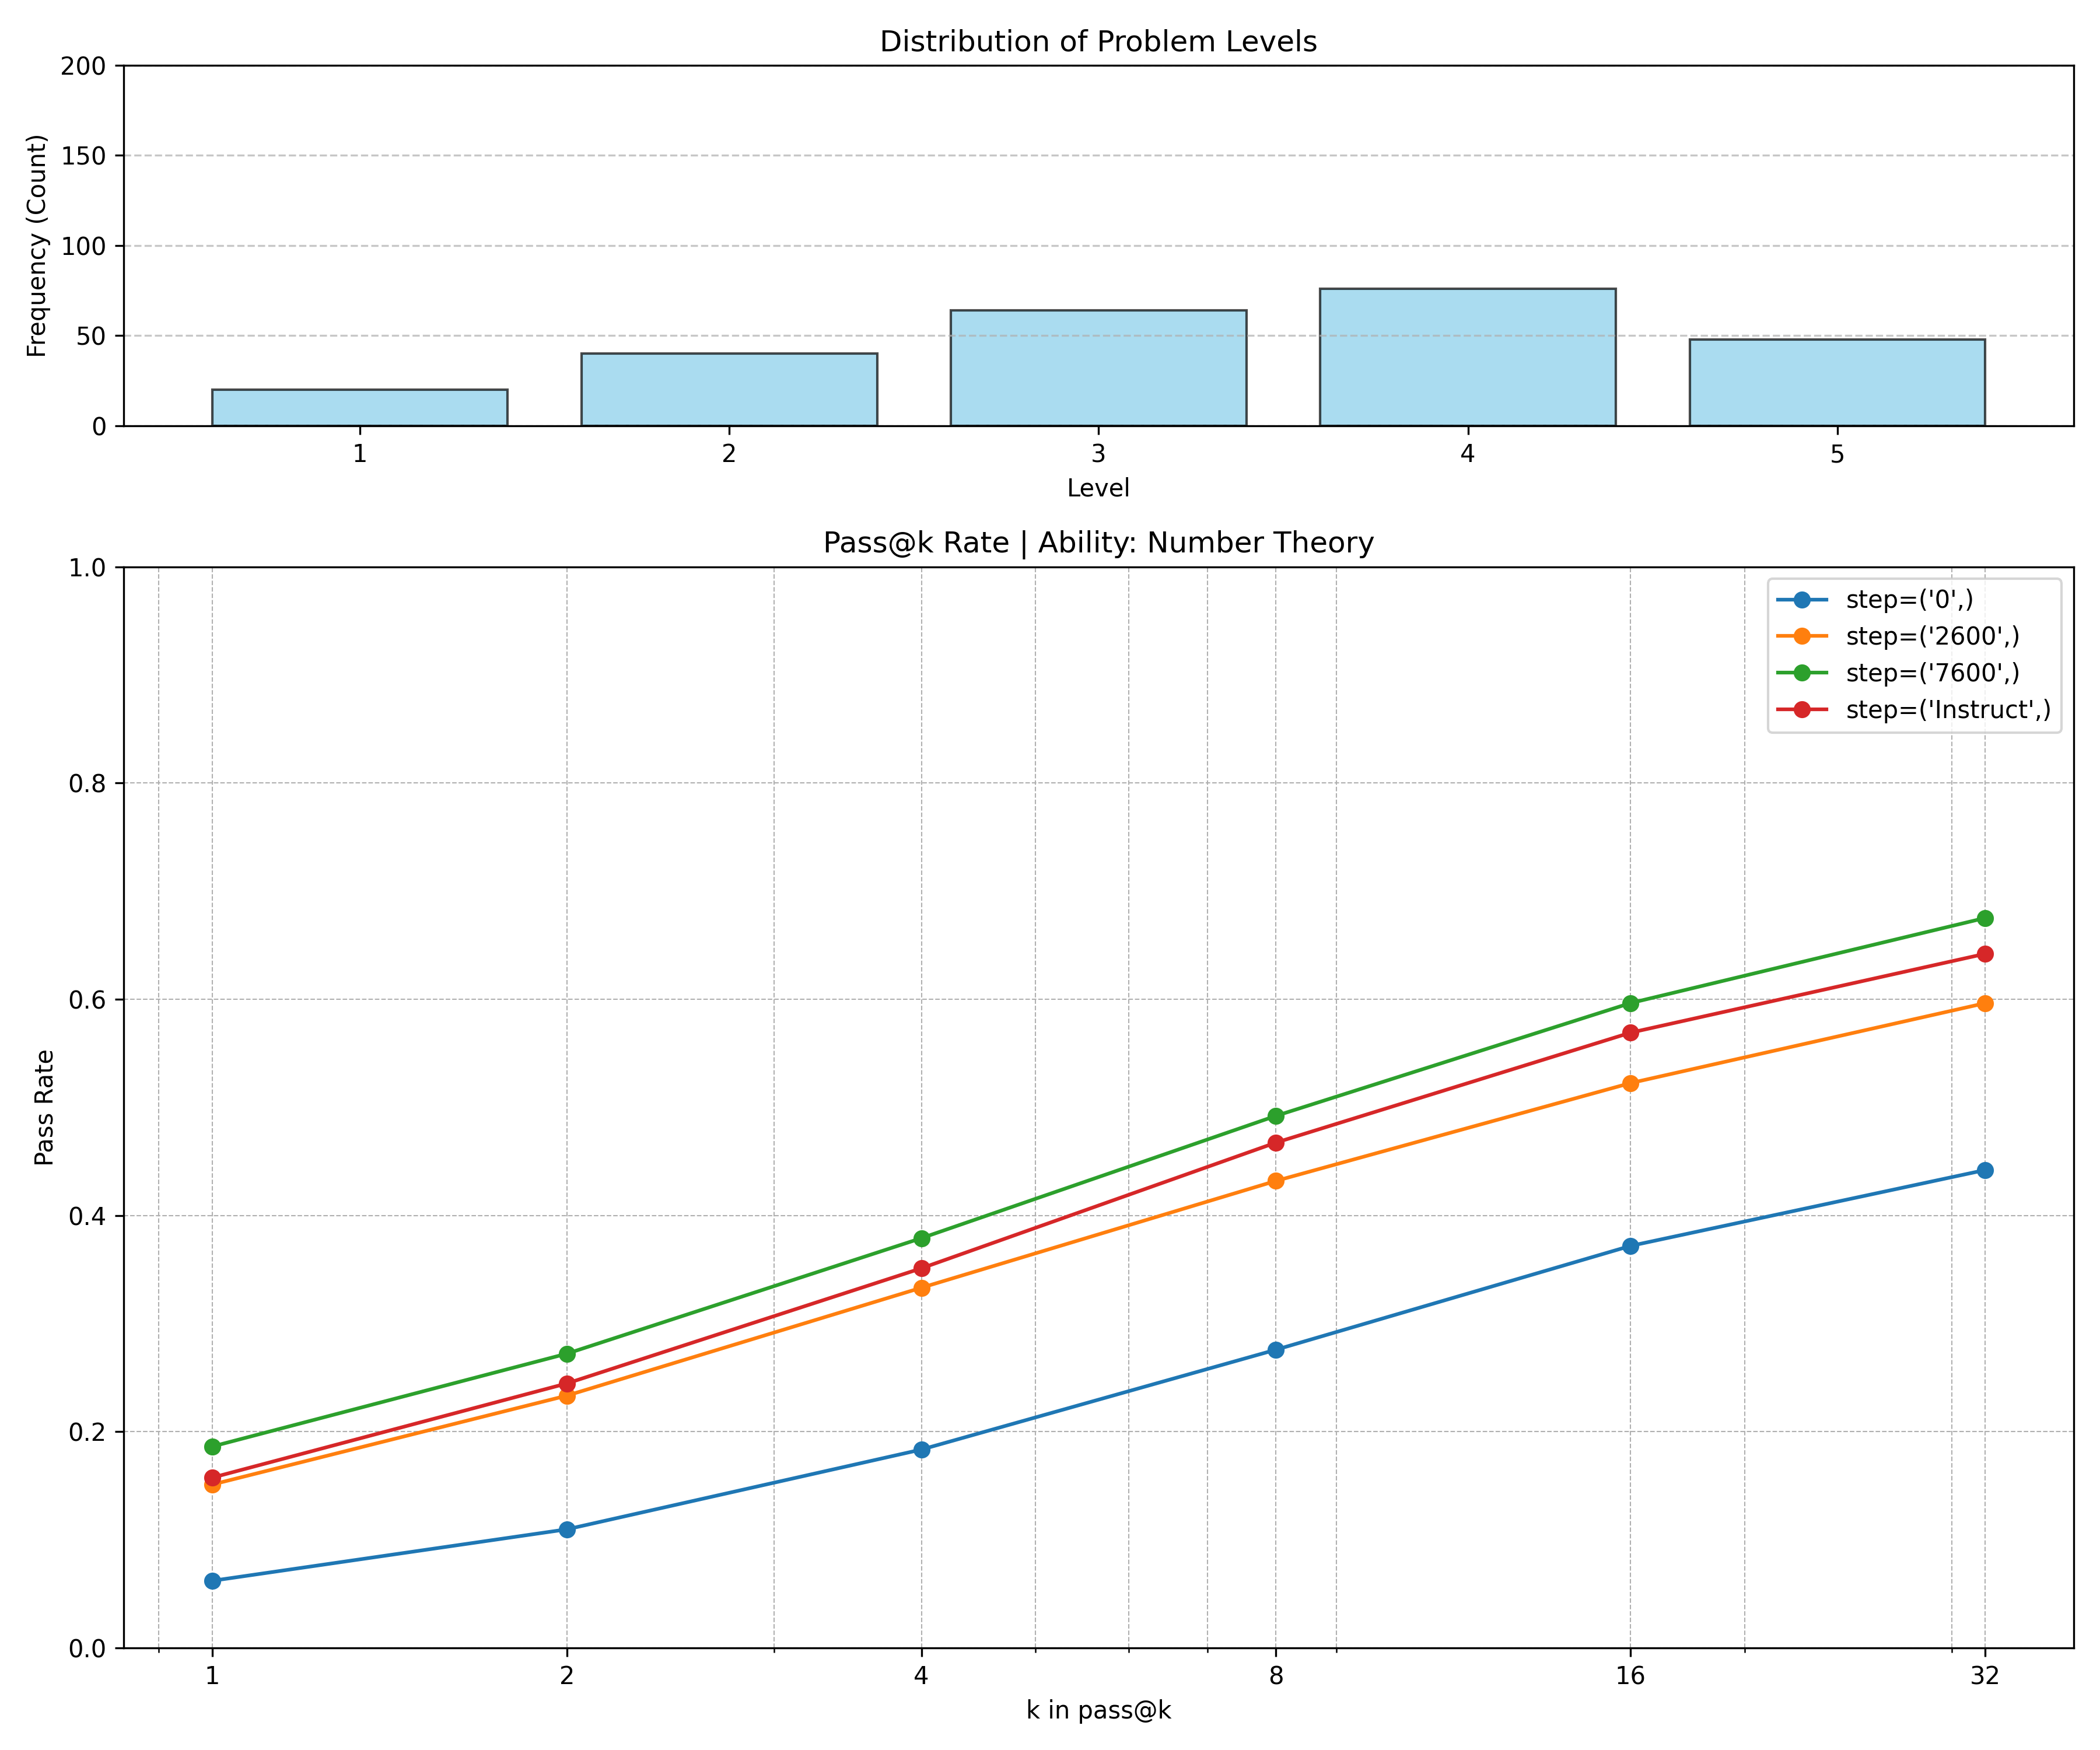 Distribution of Problem Levels
200
150
100
50
0
Frequency (Count)
1 2 3 4 5
Level
Pass@k Rate | Ability: Number Theory
1.0
0.8
0.6
0.4
0.2
0.0
Pass Rate
step=('0',)
step=('2600',)
step=('7600',)
step=('Instruct',)
1 2 4 8 16 32
k in pass@k